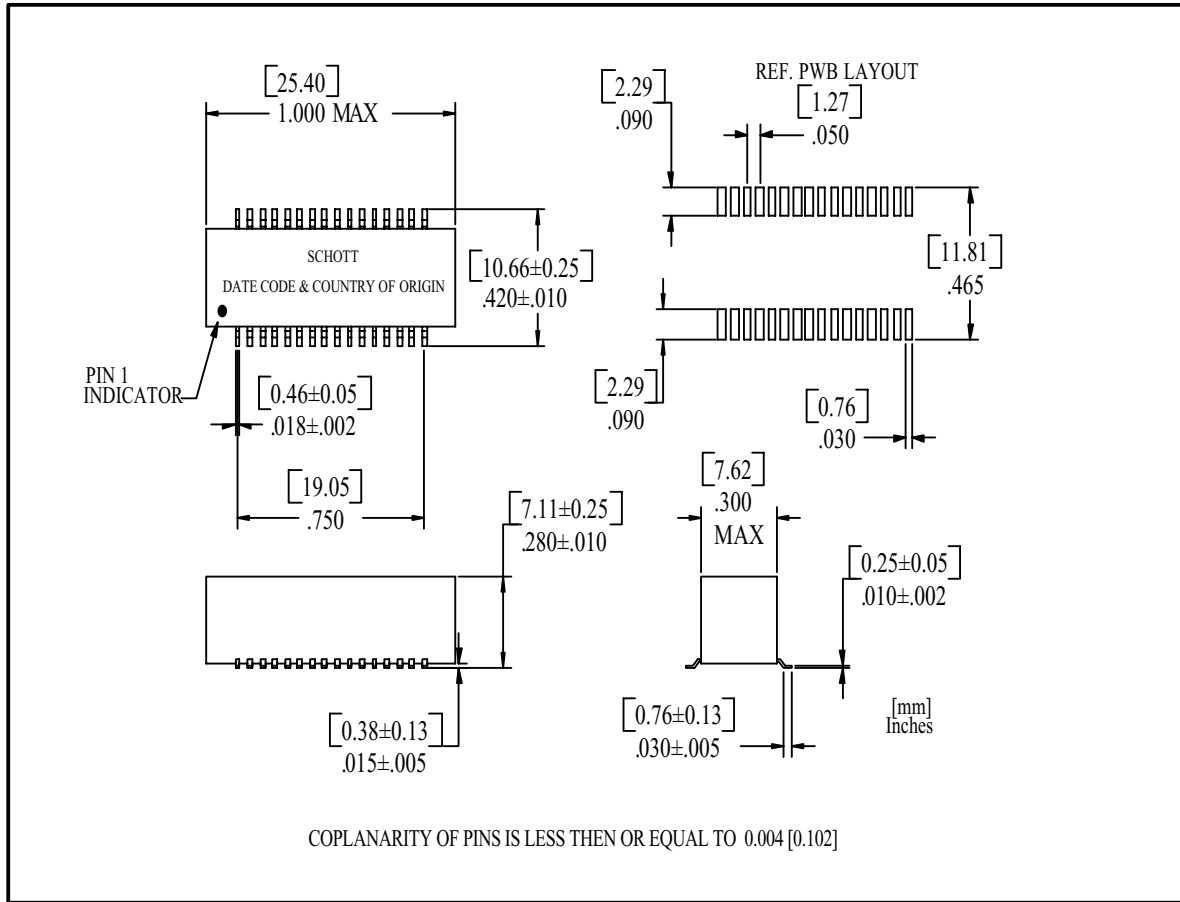 [25.40]
1.000 MAX
[2.29]
.090
REF. PWB LAYOUT
[1.27]
.050
SCHOTT
DATE CODE & COUNTRY OF ORIGIN
[10.66±0.25]
.420±.010
[11.81]
.465
PIN 1
INDICATOR
[0.46±0.05]
.018±.002
[2.29]
.090
[0.76]
.030
[19.05]
.750
[7.11±0.25]
.280±.010
[7.62]
.300
MAX
[0.25±0.05]
.010±.002
[0.38±0.13]
.015±.005
[0.76±0.13]
.030±.005
[mm]
Inches
COPLANARITY OF PINS IS LESS THEN OR EQUAL TO 0.004 [0.102]